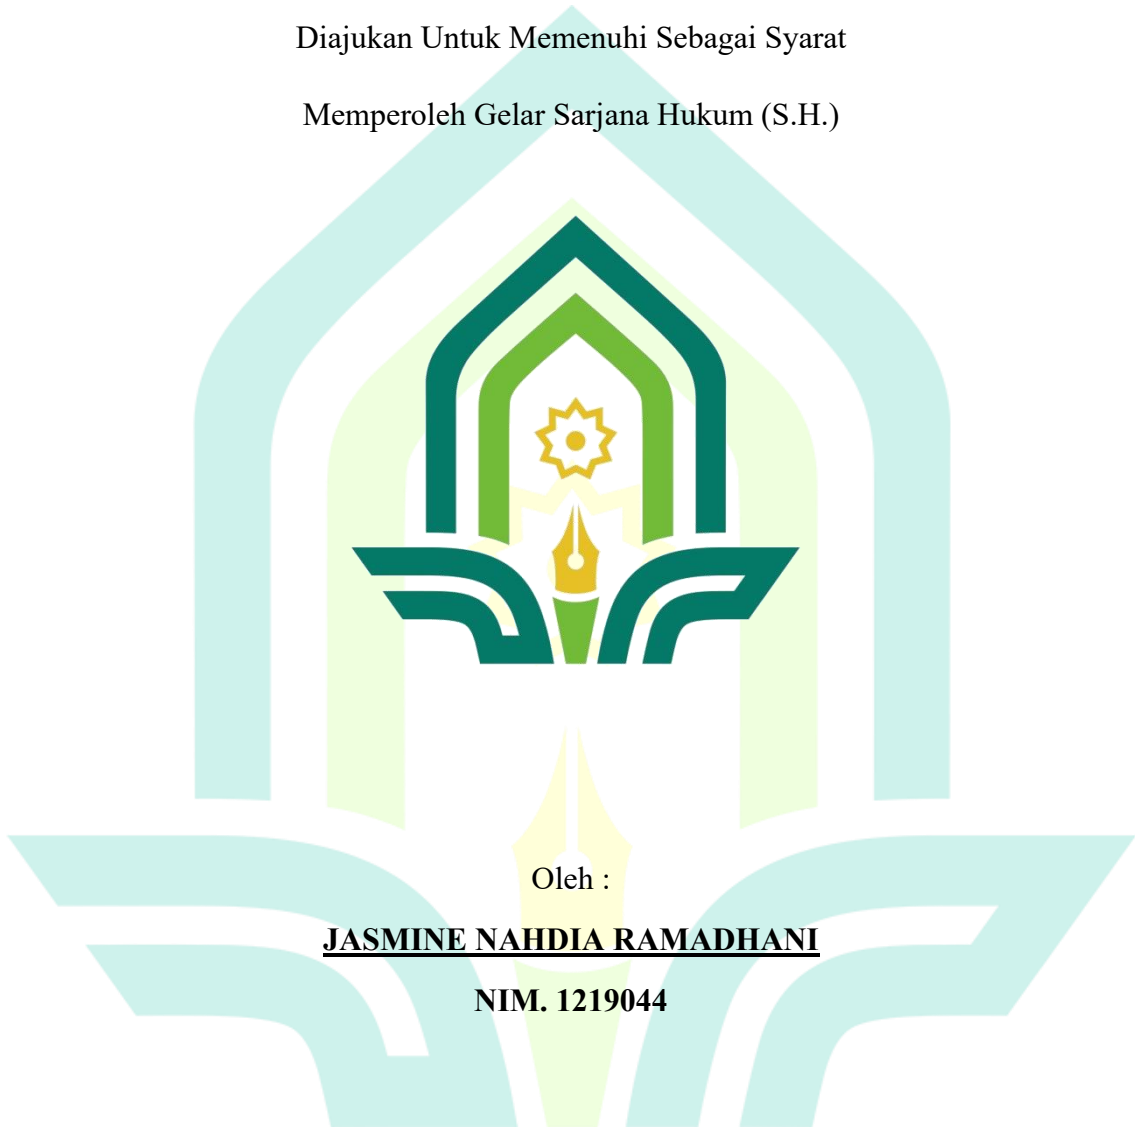 Diajukan Untuk Memenuhi Sebagai Syarat
Memperoleh Gelar Sarjana Hukum (S.H.)
Oleh :
JASMINE NAHDIA RAMADHANI
NIM. 1219044